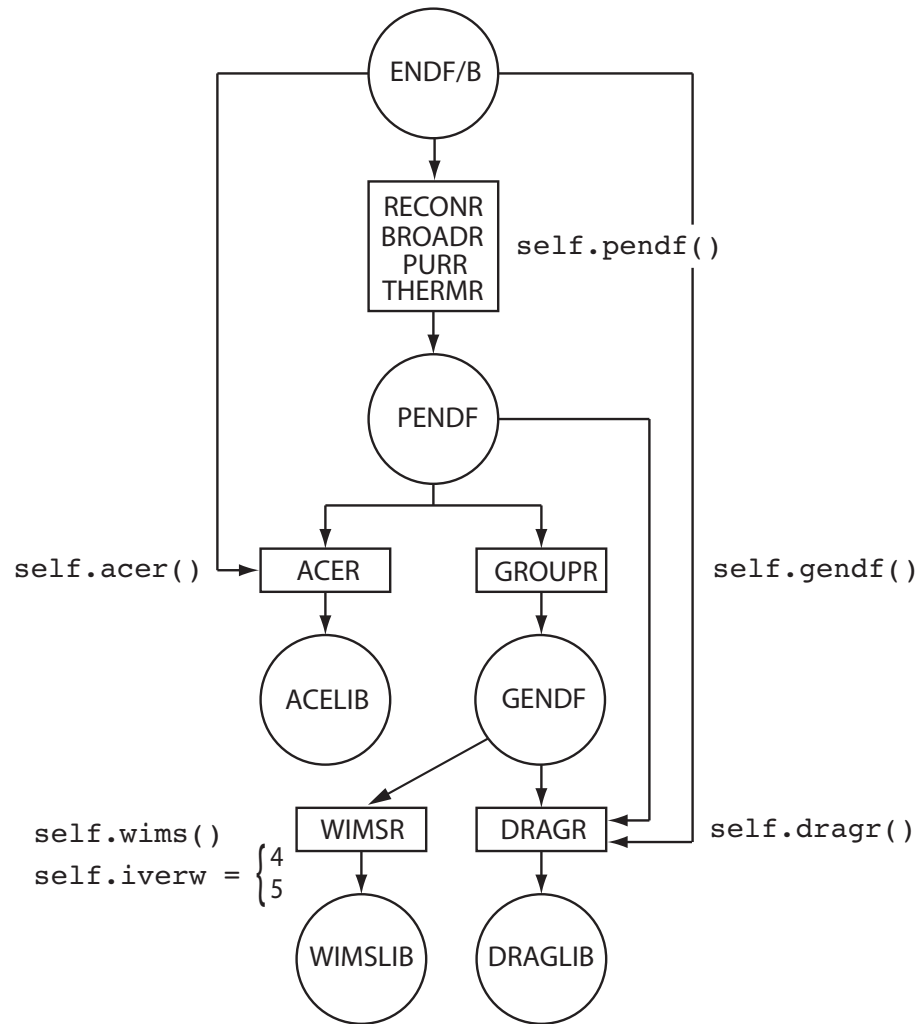 ENDF/B
RECONR
BROADR
PURR
THERMR
self.pendf()
PENDF
self.acer()
ACER
GROUPR
self.gendf()
ACELIB
GENDF
self.wims()
self.iverw = {4
5
WIMSR
DRAGR
self.dragr()
WIMSLIB
DRAGLIB